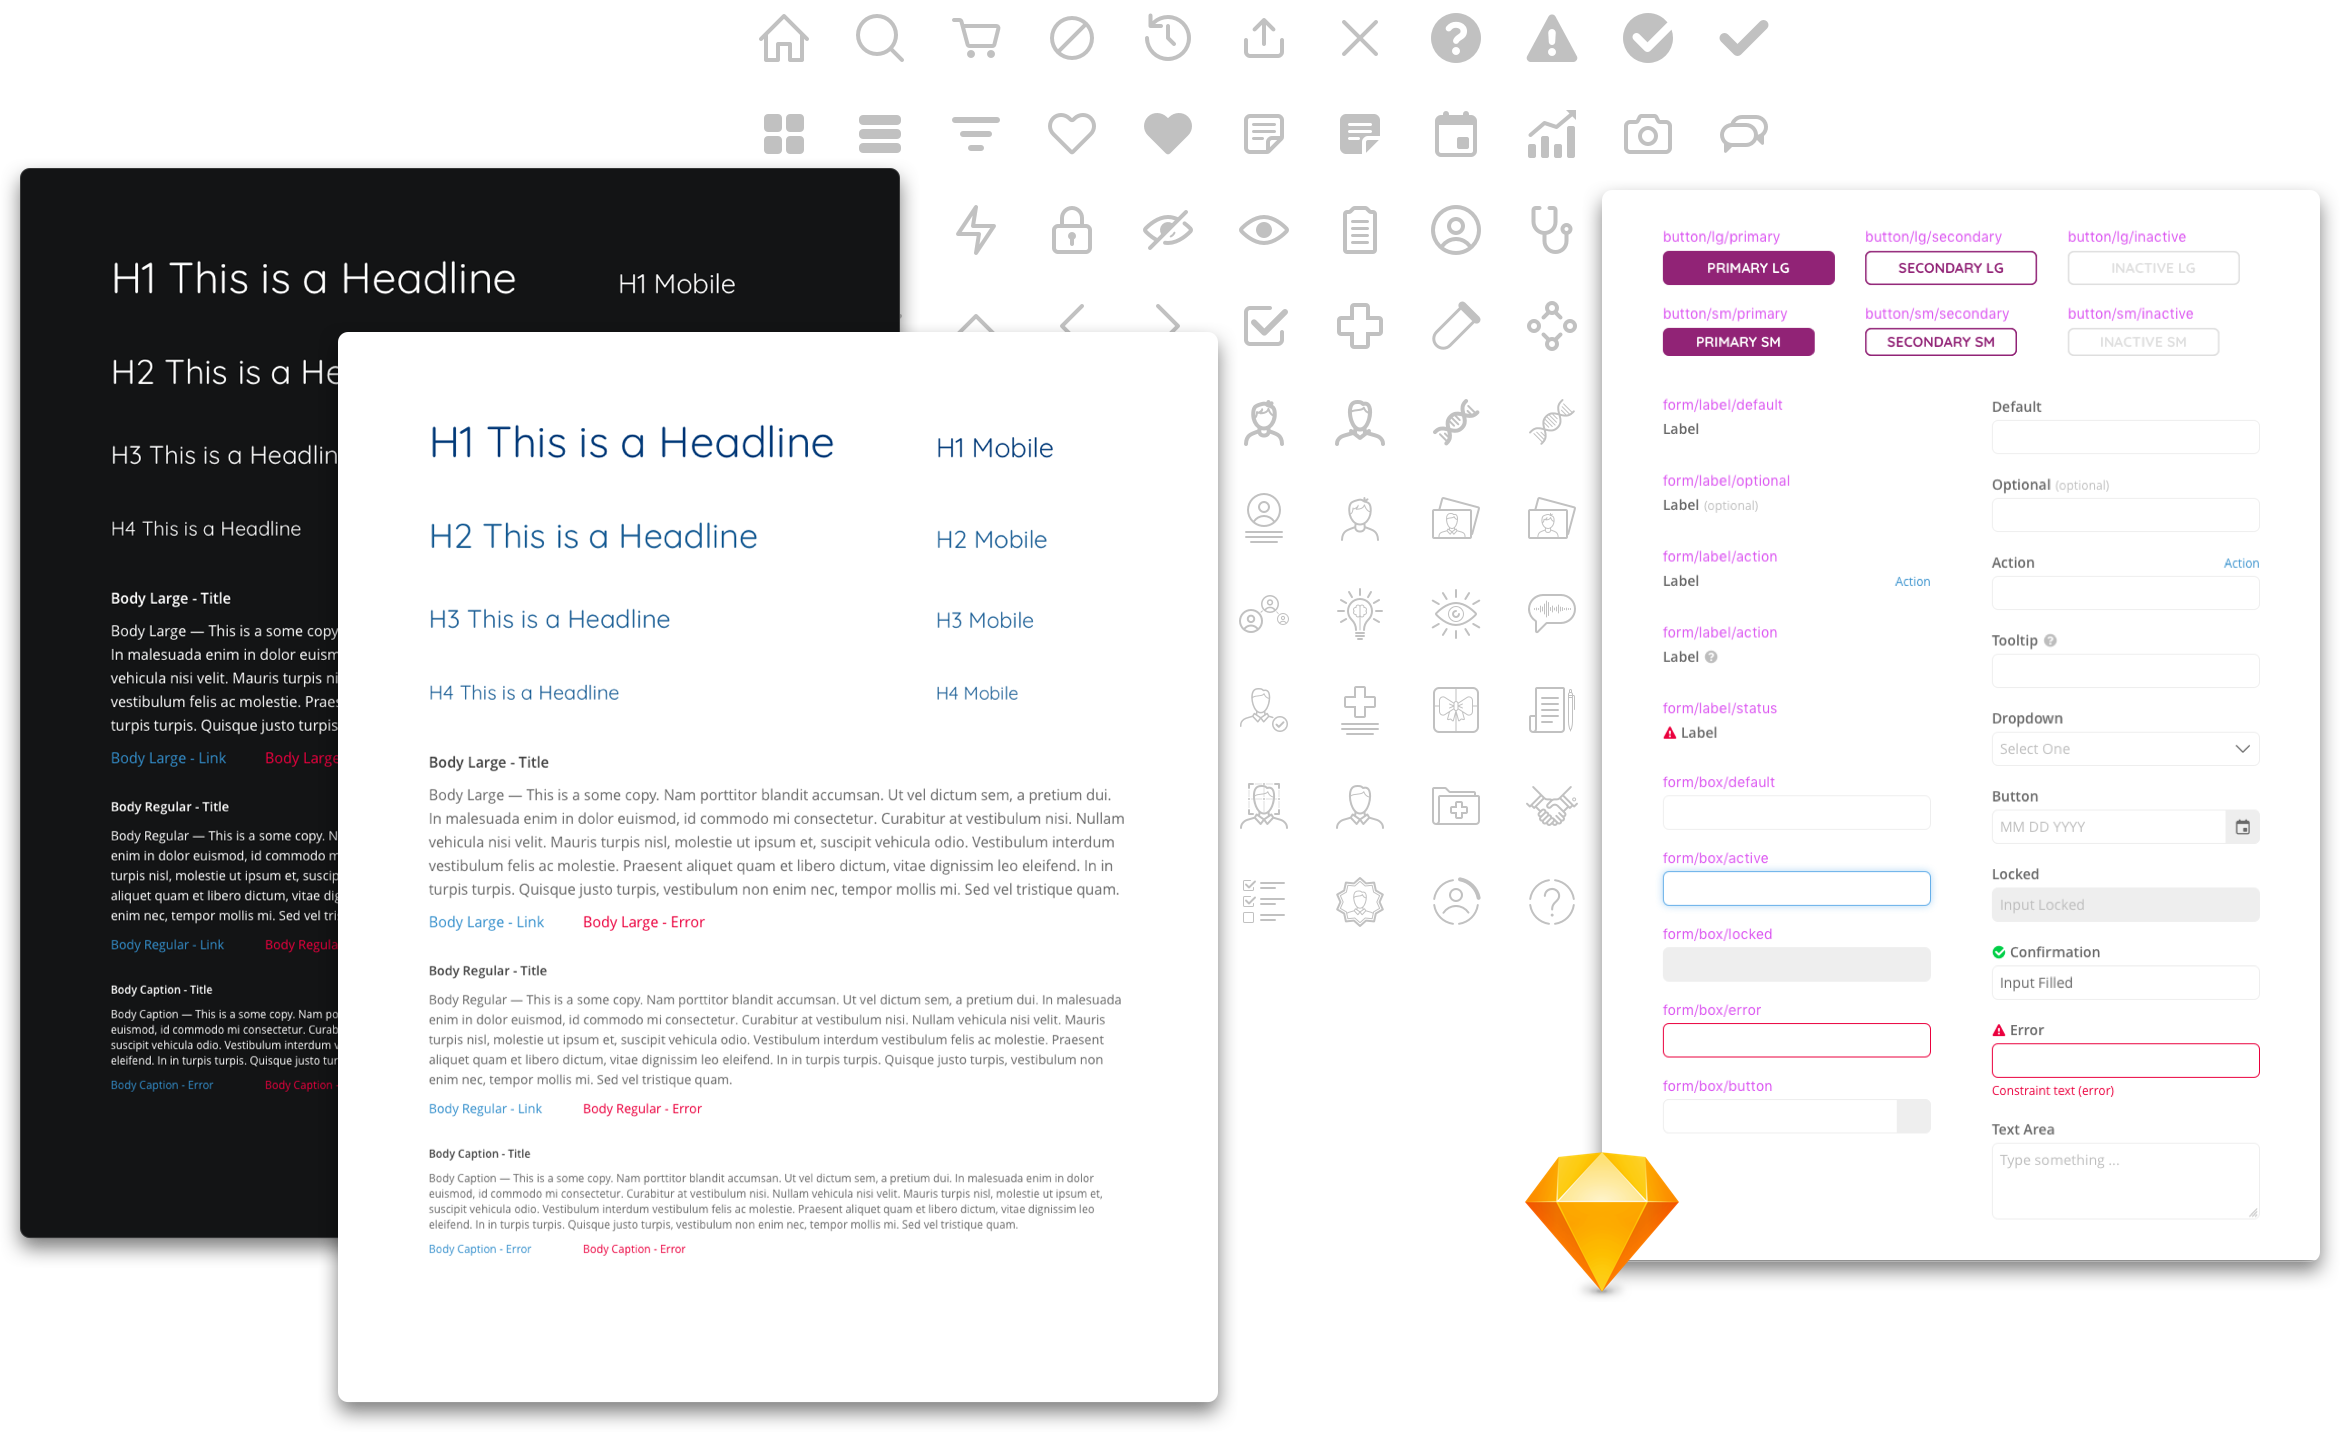 H1 This is a Headline
H1 Mobile
H2 This is a He
H3 This is a Headlin
H4 This is a Headline
Body Large - Title
Body Large — This is a some copy
In malesuada enim in dolor euism
vehicula nisi velit. Mauris turpis ni
vestibulum felis ac molestie. Praes
turpis turpis. Quisque justo turpis
Body Large - Link
Body Large
Body Regular - Title
Body Regular — This is a some copy. N
enim in dolor euismod, id commodo m
turpis nisl, molestie ut ipsum et, suscip
aliquet quam et libero dictum, vitae dig
enim nec, tempor mollis mi. Sed vel tris
Body Regular - Link
Body Regula
Body Caption - Title
Body Caption — This is a some copy. Nam po
euismod, id commodo mi consectetur. Curab
suscipit vehicula odio. Vestibulum interdum v
eleifend. In in turpis turpis. Quisque justo tur
Body Caption - Error
Body Caption -
H1 This is a Headline
H1 Mobile
H2 This is a Headline
H2 Mobile
H3 This is a Headline
H3 Mobile
H4 This is a Headline
H4 Mobile
Body Large - Title
Body Large — This is a some copy. Nam porttitor blandit accumsan. Ut vel dictum sem, a pretium dui.
In malesuada enim in dolor euismod, id commodo mi consectetur. Curabitur at vestibulum nisi. Nullam
vehicula nisi velit. Mauris turpis nisl, molestie ut ipsum et, suscipit vehicula odio. Vestibulum interdum
vestibulum felis ac molestie. Praesent aliquet quam et libero dictum, vitae dignissim leo eleifend. In in
turpis turpis. Quisque justo turpis, vestibulum non enim nec, tempor mollis mi. Sed vel tristique quam.
Body Large - Link
Body Large - Error
Body Regular - Title
Body Regular — This is a some copy. Nam porttitor blandit accumsan. Ut vel dictum sem, a pretium dui. In malesuada
enim in dolor euismod, id commodo mi consectetur. Curabitur at vestibulum nisi. Nullam vehicula nisi velit. Mauris
turpis nisl, molestie ut ipsum et, suscipit vehicula odio. Vestibulum interdum vestibulum felis ac molestie. Praesent
aliquet quam et libero dictum, vitae dignissim leo eleifend. In in turpis turpis. Quisque justo turpis, vestibulum non
enim nec, tempor mollis mi. Sed vel tristique quam.
Body Regular - Link
Body Regular - Error
Body Caption - Title
Body Caption — This is a some copy. Nam porttitor blandit accumsan. Ut vel dictum sem, a pretium dui. In malesuada enim in dolor
euismod, id commodo mi consectetur. Curabitur at vestibulum nisi. Nullam vehicula nisi velit. Mauris turpis nisl, molestie ut ipsum et,
suscipit vehicula odio. Vestibulum interdum vestibulum felis ac molestie. Praesent aliquet quam et libero dictum, vitae dignissim leo
eleifend. In in turpis turpis. Quisque justo turpis, vestibulum non enim nec, tempor mollis mi. Sed vel tristique quam.
Body Caption - Error
Body Caption - Error
button/lg/primary
button/lg/secondary
button/lg/inactive
PRIMARY LG
SECONDARY LG
INACTIVE LG
button/sm/primary
button/sm/secondary
button/sm/inactive
PRIMARY SM
SECONDARY SM
INACTIVE SM
form/label/default
Label
form/label/optional
Label (optional)
form/label/action
Label
Action
form/label/action
Label ?
form/label/status
Label
form/box/default
form/box/active
form/box/locked
form/box/error
form/box/button
Default
Optional (optional)
Action
Action
Tooltip ?
Dropdown
Select One
Button
MM DD YYYY
Locked
Input Locked
Confirmation
Input Filled
Error
Constraint text (error)
Text Area
Type something ...